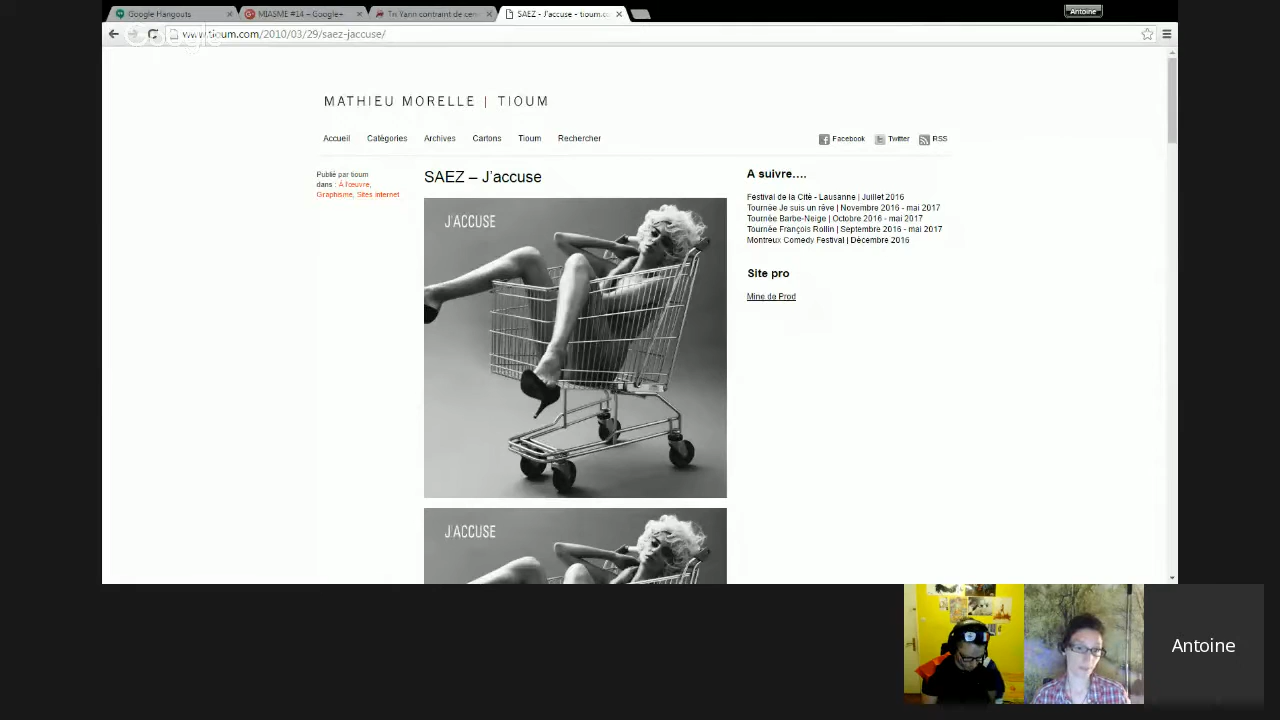 Google Hangouts
MIASME #14 – Google+
Tri Yann contraint de cen
SAEZ - J'accuse - tioum.c
Antoine
Google
www.tioum.com/2010/03/29/saez-jaccuse/
MATHIEU MORELLE | TIOUM
Accueil Catégories Archives Cartons Tioum Rechercher
Facebook Twitter RSS
Publié par tioum
dans : À l'œuvre,
Graphisme, Sites internet
SAEZ – J'accuse
J'ACCUSE
J'ACCUSE
A suivre....
Festival de la Cité - Lausanne | Juillet 2016
Tournée Je suis un rêve | Novembre 2016 - mai 2017
Tournée Barbe-Neige | Octobre 2016 - mai 2017
Tournée François Rollin | Septembre 2016 - mai 2017
Montreux Comedy Festival | Décembre 2016
Site pro
Mine de Prod
Antoine